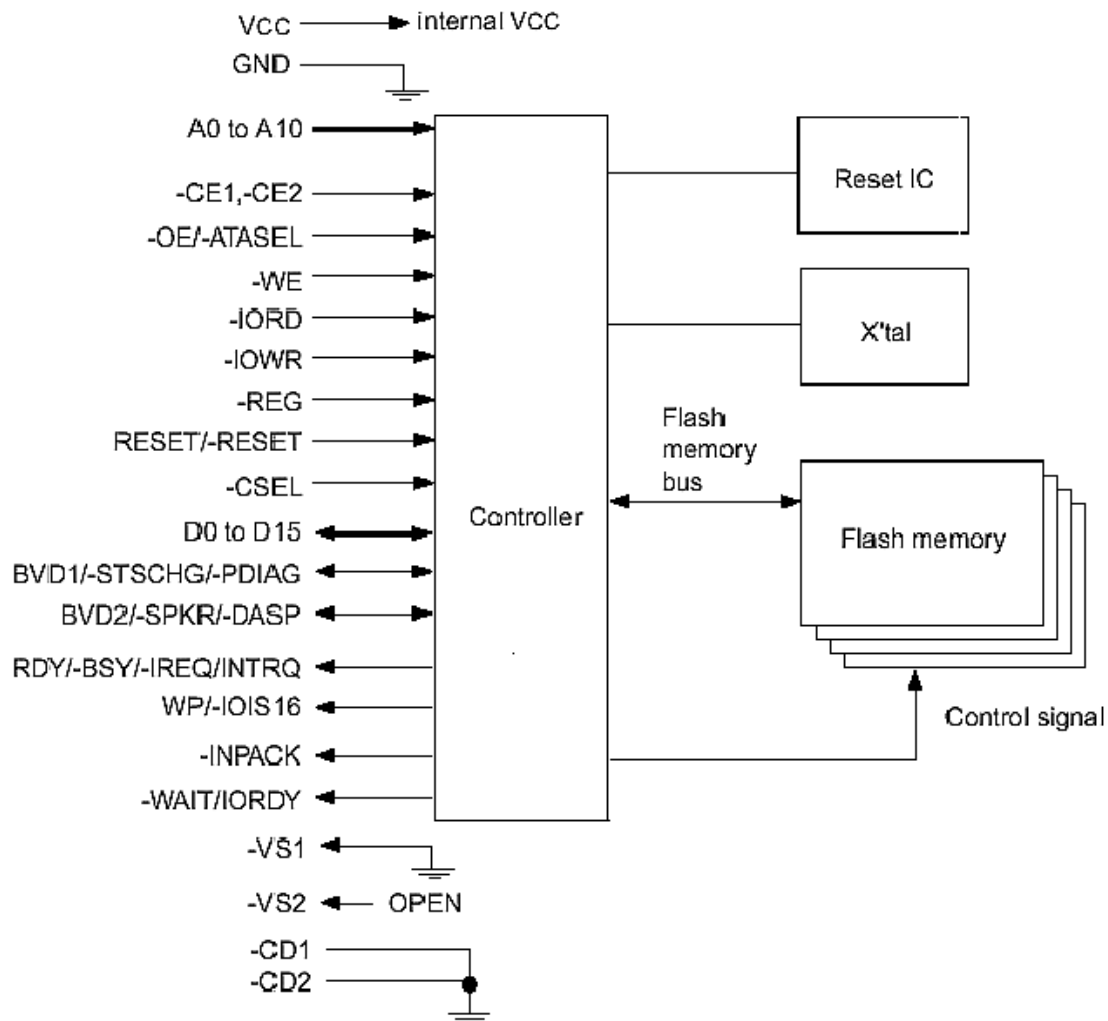 VCC
internal VCC
GND
A0 to A10
-CE1,-CE2
-OE/-ATASEL
-WE
-IORD
-IOWR
-REG
RESET/-RESET
-CSEL
D0 to D15
BVD1/-STSCHG/-PDIAG
BVD2/-SPKR/-DASP
RDY/-BSY/-IREQ/INTRQ
WP/-IOIS16
-INPACK
-WAIT/IORDY
-VS1
-VS2
OPEN
-CD1
-CD2
Controller
Reset IC
X'tal
Flash
memory
bus
Flash memory
Control signal